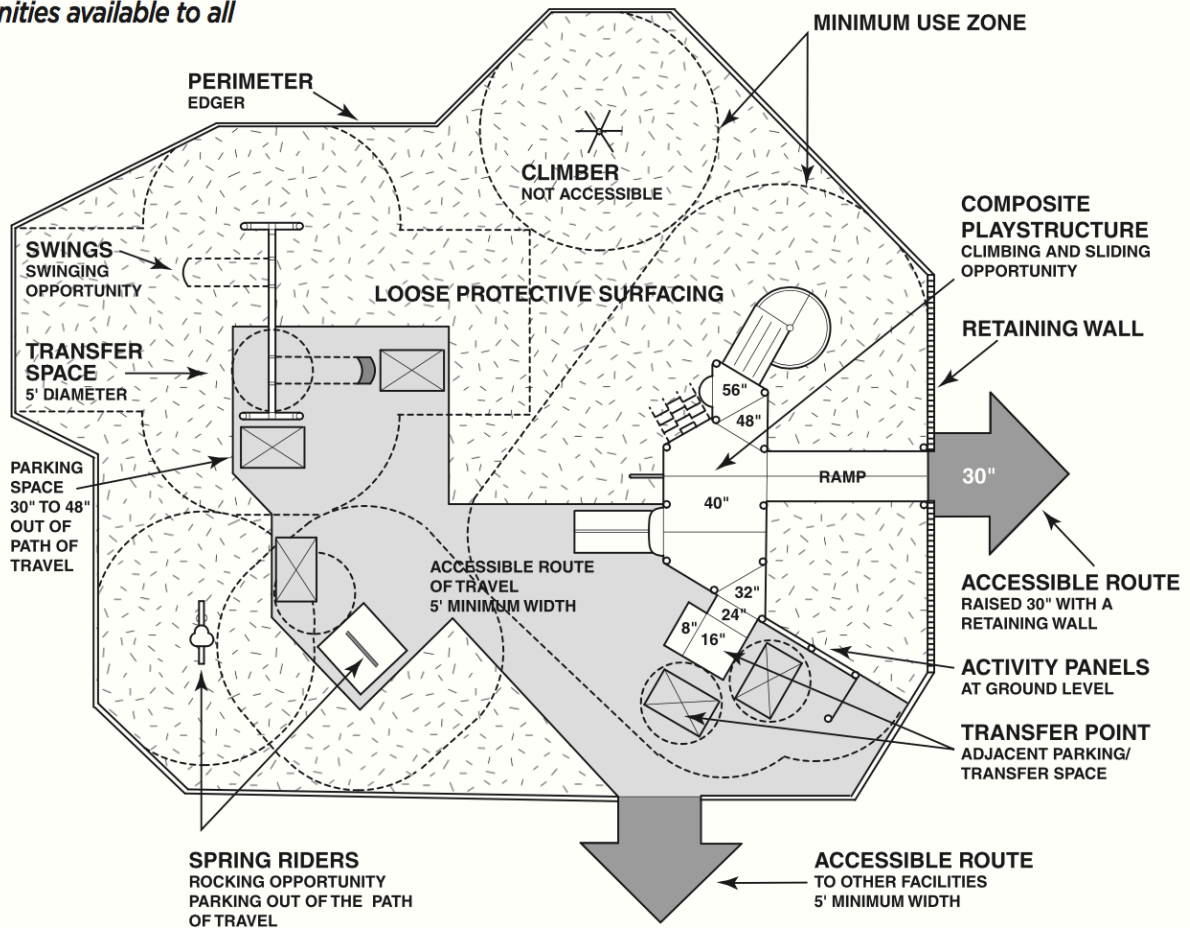 nities available to all
MINIMUM USE ZONE
PERIMETER
EDGER
CLIMBER
NOT ACCESSIBLE
COMPOSITE
PLAYSTRUCTURE
CLIMBING AND SLIDING
OPPORTUNITY
SWINGS
SWINGING
OPPORTUNITY
LOOSE PROTECTIVE SURFACING
RETAINING WALL
TRANSFER
SPACE
5' DIAMETER
56"
48"
PARKING
SPACE
30" TO 48"
OUT OF
PATH OF
TRAVEL
RAMP
30"
40"
ACCESSIBLE ROUTE
OF TRAVEL
5' MINIMUM WIDTH
32"
24"
8"
16"
ACCESSIBLE ROUTE
RAISED 30" WITH A
RETAINING WALL
ACTIVITY PANELS
AT GROUND LEVEL
TRANSFER POINT
ADJACENT PARKING/
TRANSFER SPACE
SPRING RIDERS
ROCKING OPPORTUNITY
PARKING OUT OF THE PATH
OF TRAVEL
ACCESSIBLE ROUTE
TO OTHER FACILITIES
5' MINIMUM WIDTH